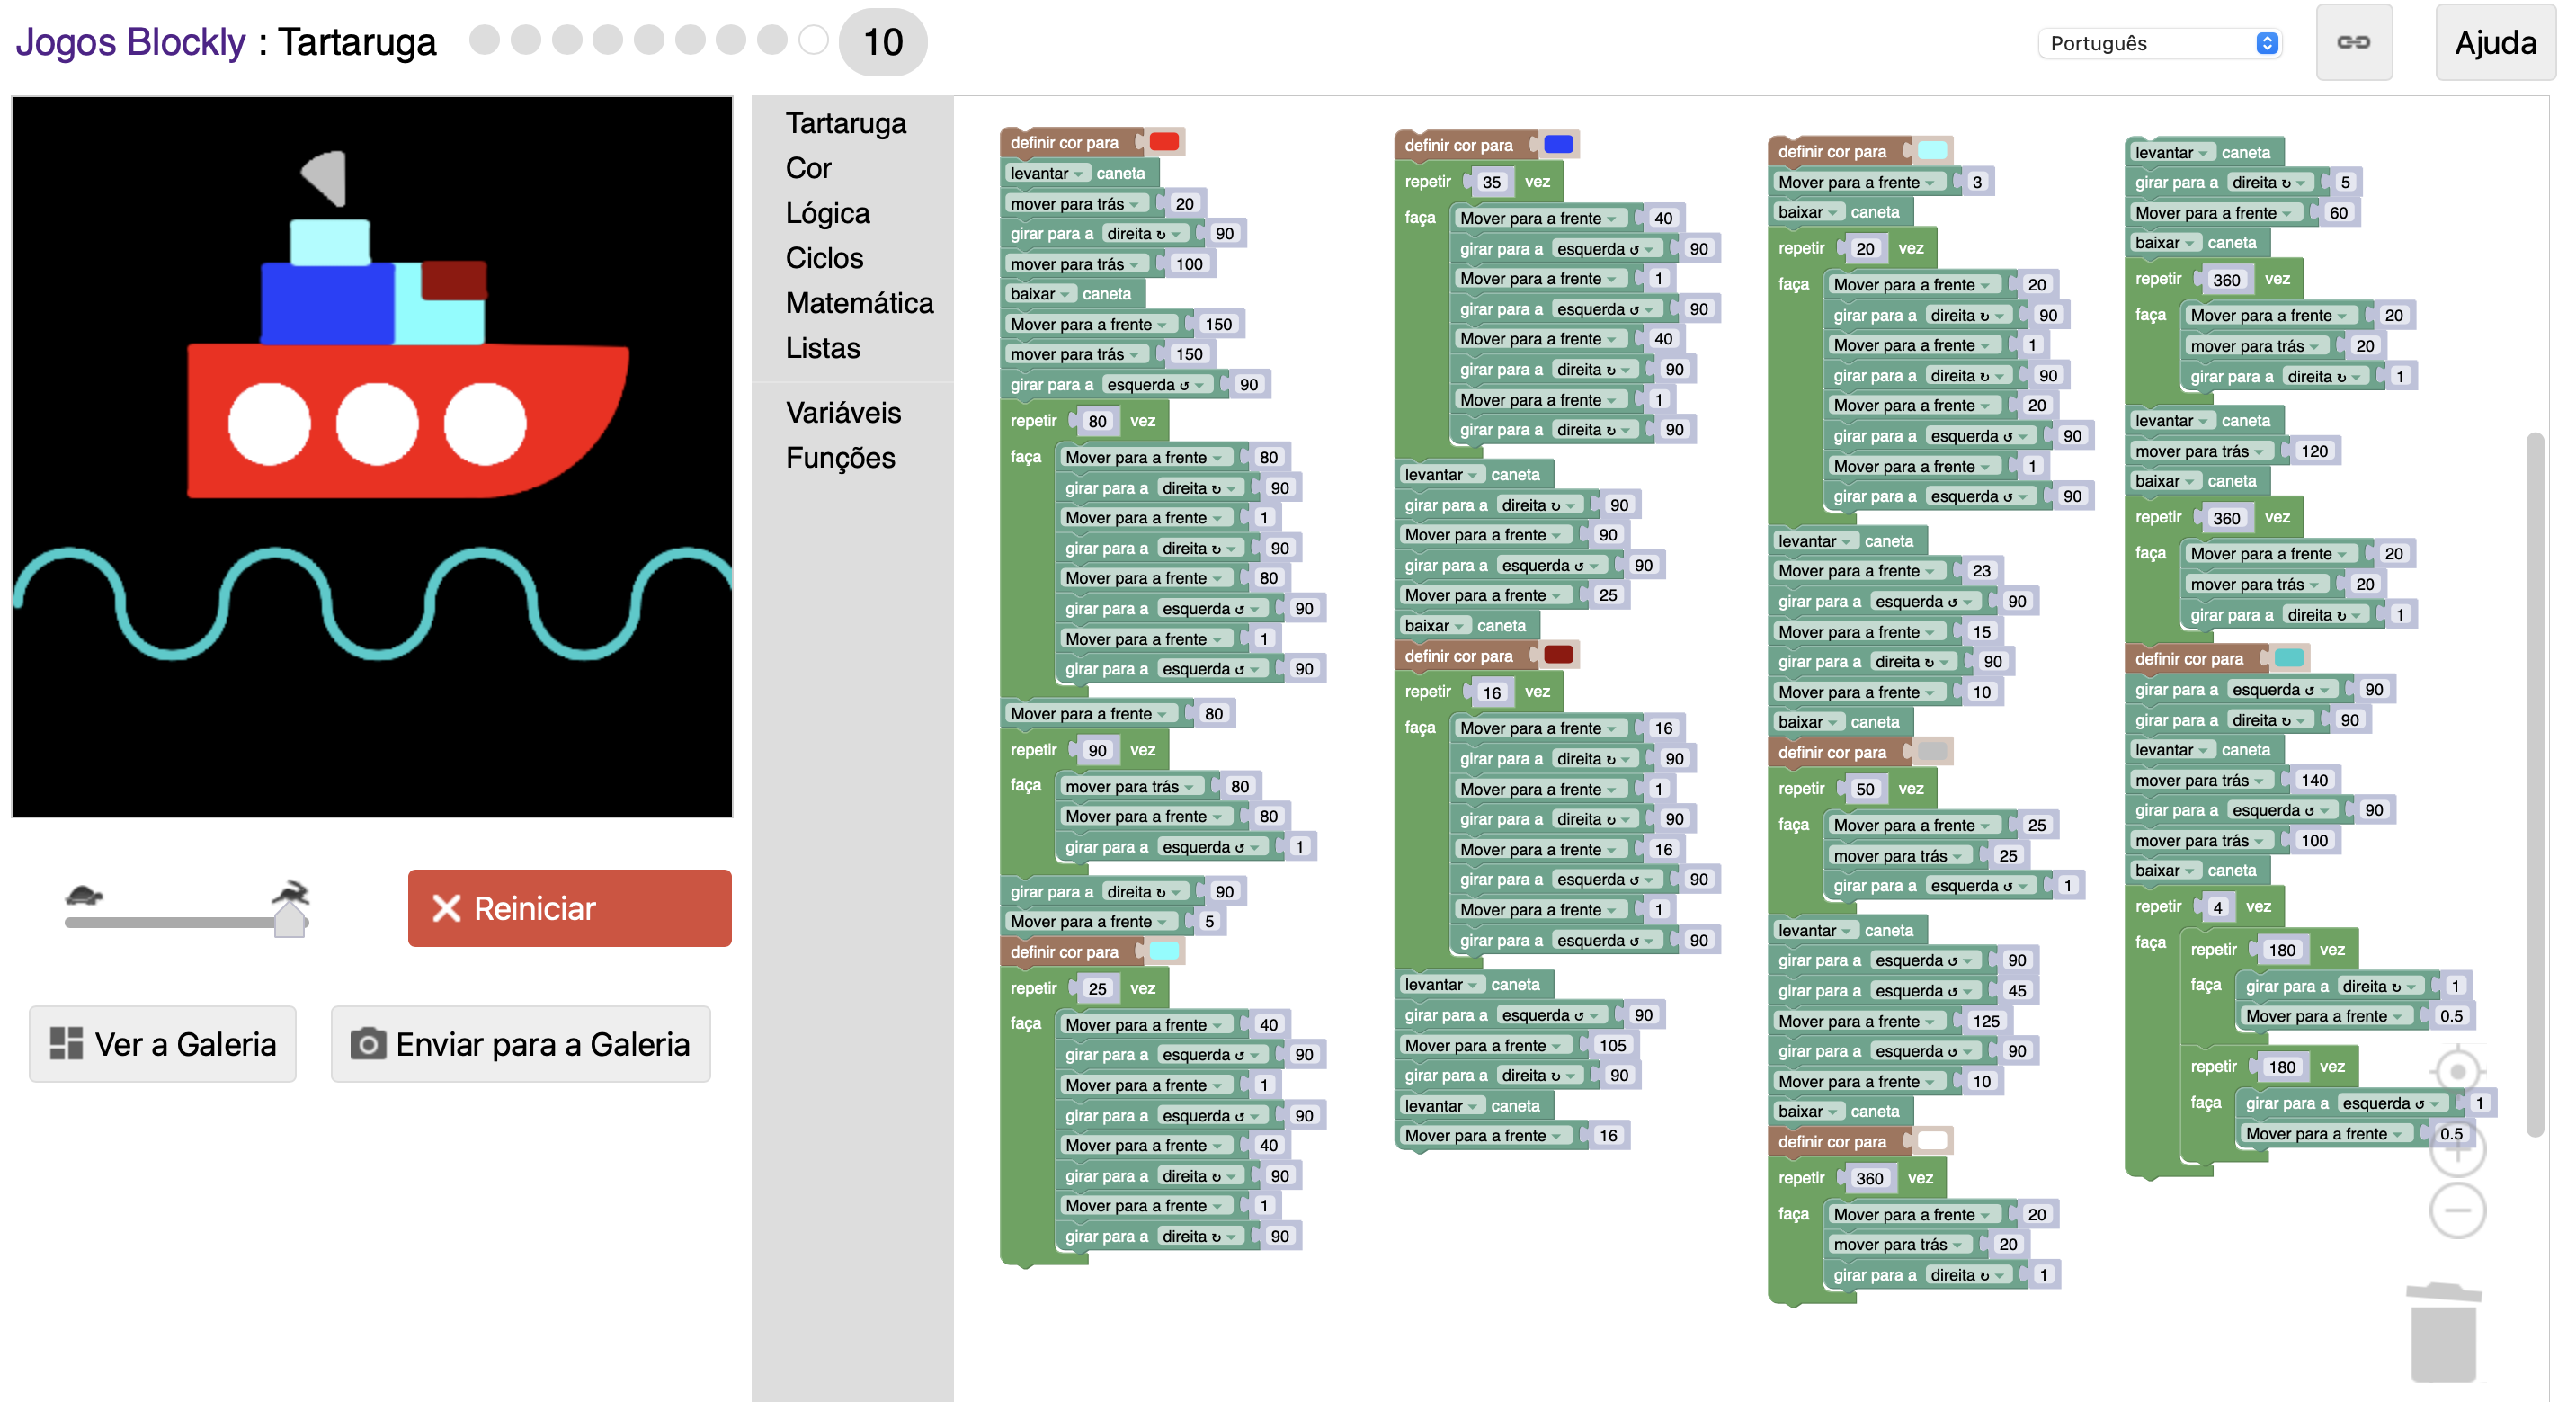 Jogos Blockly : Tartaruga 10 Português Ajuda
Tartaruga
Cor
Lógica
Ciclos
Matemática
Listas
Variáveis
Funções
Reiniciar
Ver a Galeria
Enviar para a Galeria
definir cor para
levantar caneta
mover para trás 20
girar para a direita ↻ 90
mover para trás 100
baixar caneta
Mover para a frente 150
mover para trás 150
girar para a esquerda ↺ 90
repetir 80 vez
faça Mover para a frente 80
girar para a direita ↻ 90
Mover para a frente 1
girar para a direita ↻ 90
Mover para a frente 80
girar para a esquerda ↺ 90
Mover para a frente 1
girar para a esquerda ↺ 90
Mover para a frente 80
repetir 90 vez
faça mover para trás 80
Mover para a frente 80
girar para a esquerda ↺ 1
girar para a direita ↻ 90
Mover para a frente 5
definir cor para
repetir 25 vez
faça Mover para a frente 40
girar para a esquerda ↺ 90
Mover para a frente 1
girar para a esquerda ↺ 90
Mover para a frente 40
girar para a direita ↻ 90
Mover para a frente 1
girar para a direita ↻ 90
definir cor para
repetir 35 vez
faça Mover para a frente 40
girar para a esquerda ↺ 90
Mover para a frente 1
girar para a esquerda ↺ 90
Mover para a frente 40
girar para a direita ↻ 90
Mover para a frente 1
girar para a direita ↻ 90
levantar caneta
girar para a direita ↻ 90
Mover para a frente 90
girar para a esquerda ↺ 90
Mover para a frente 25
baixar caneta
definir cor para
repetir 16 vez
faça Mover para a frente 16
girar para a direita ↻ 90
Mover para a frente 1
girar para a direita ↻ 90
Mover para a frente 16
girar para a esquerda ↺ 90
Mover para a frente 1
girar para a esquerda ↺ 90
levantar caneta
girar para a esquerda ↺ 90
Mover para a frente 105
girar para a direita ↻ 90
levantar caneta
Mover para a frente 16
definir cor para
Mover para a frente 3
baixar caneta
repetir 20 vez
faça Mover para a frente 20
girar para a direita ↻ 90
Mover para a frente 1
girar para a direita ↻ 90
Mover para a frente 20
girar para a esquerda ↺ 90
Mover para a frente 1
girar para a esquerda ↺ 90
levantar caneta
Mover para a frente 23
girar para a esquerda ↺ 90
Mover para a frente 15
girar para a direita ↻ 90
Mover para a frente 10
baixar caneta
definir cor para
repetir 50 vez
faça Mover para a frente 25
mover para trás 25
girar para a esquerda ↺ 1
levantar caneta
girar para a esquerda ↺ 90
girar para a esquerda ↺ 45
Mover para a frente 125
girar para a esquerda ↺ 90
Mover para a frente 10
baixar caneta
definir cor para
repetir 360 vez
faça Mover para a frente 20
mover para trás 20
girar para a direita ↻ 1
levantar caneta
girar para a direita ↻ 5
Mover para a frente 60
baixar caneta
repetir 360 vez
faça Mover para a frente 20
mover para trás 20
girar para a direita ↻ 1
levantar caneta
mover para trás 120
baixar caneta
repetir 360 vez
faça Mover para a frente 20
mover para trás 20
girar para a direita ↻ 1
definir cor para
girar para a esquerda ↺ 90
girar para a direita ↻ 90
levantar caneta
mover para trás 140
girar para a esquerda ↺ 90
mover para trás 100
baixar caneta
repetir 4 vez
faça repetir 180 vez
faça girar para a direita ↻ 1
Mover para a frente 0.5
repetir 180 vez
faça girar para a esquerda ↺ 1
Mover para a frente 0.5